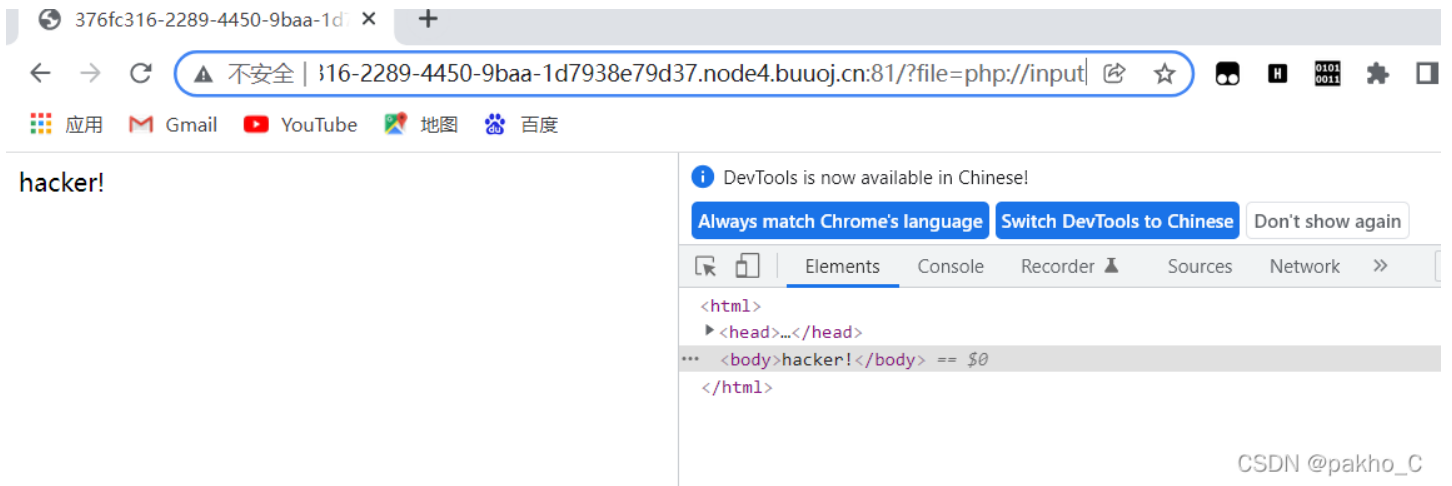 376fc316-2289-4450-9baa-1d7
不安全 | 316-2289-4450-9baa-1d7938e79d37.node4.buuoj.cn:81/?file=php://input
H
0101
0011
应用 Gmail YouTube 地图 百度
hacker!
DevTools is now available in Chinese!
Always match Chrome's language Switch DevTools to Chinese Don't show again
Elements Console Recorder Sources Network »
<html>
<head>…</head>
<body>hacker!</body> == $0
</html>
CSDN @pakho_C